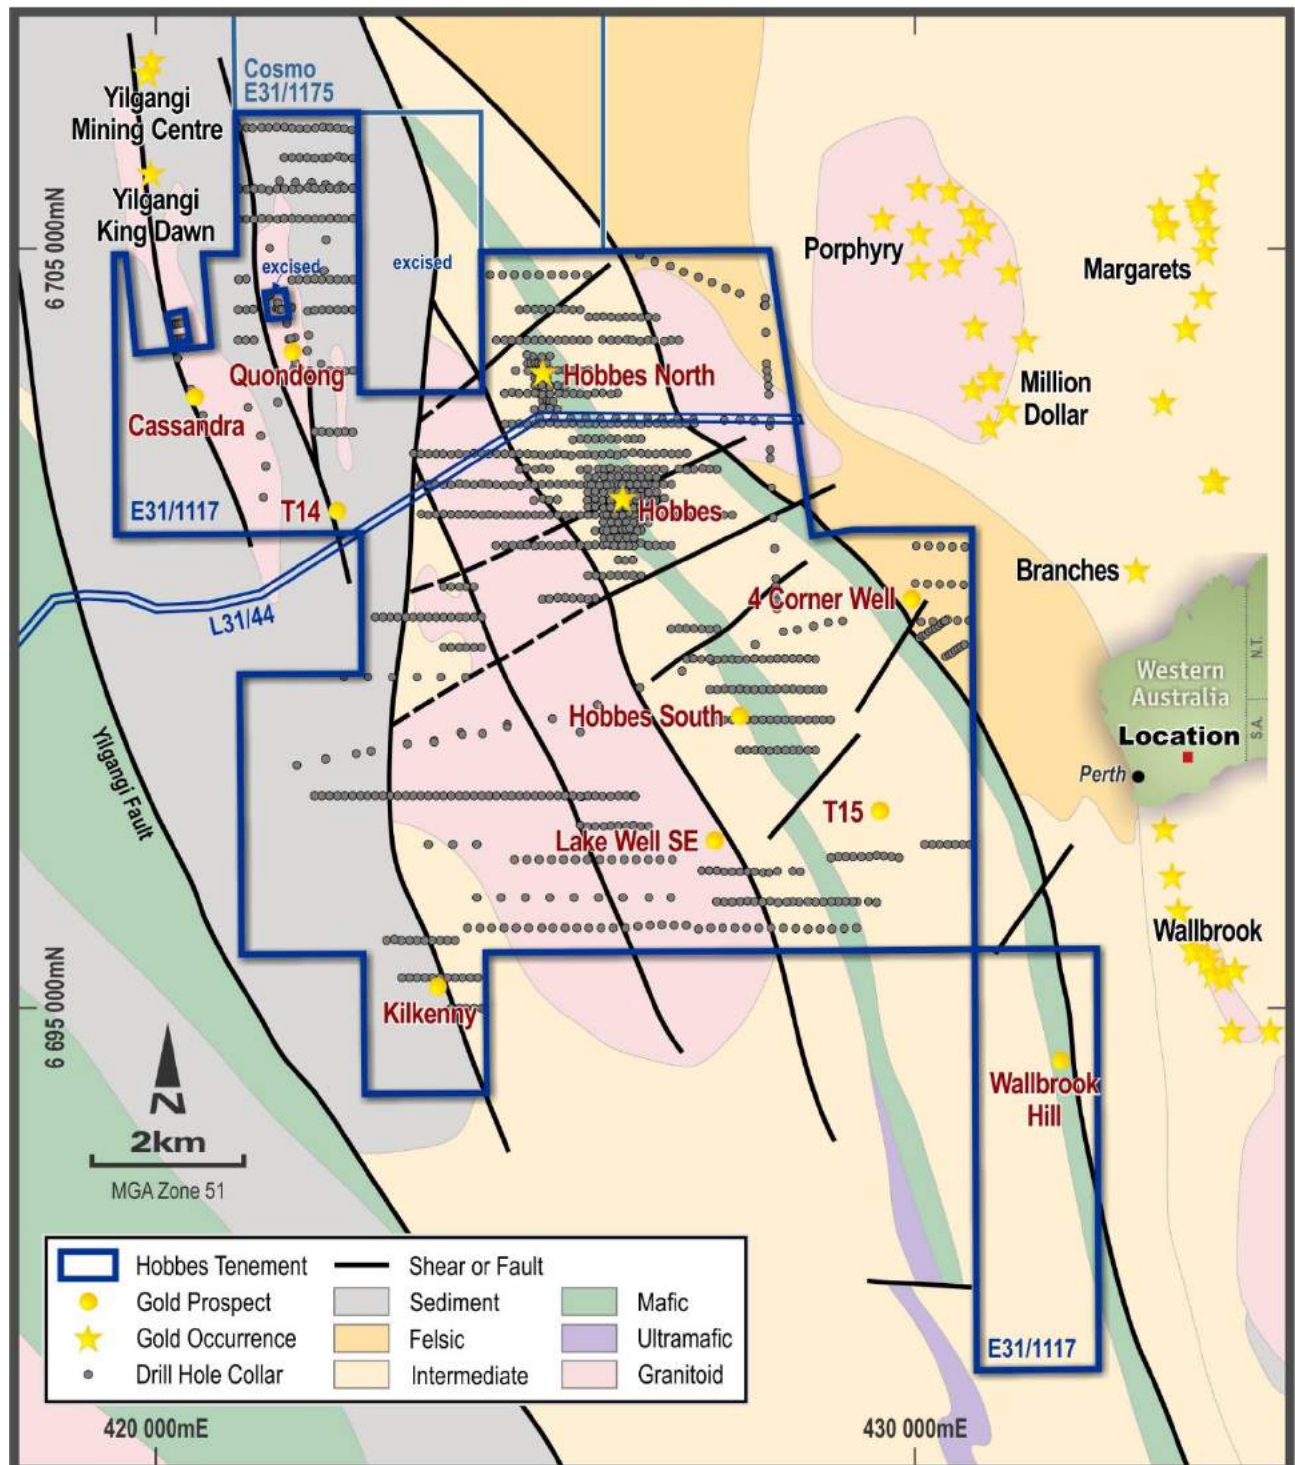 Cosmo
E31/1175
Yilgangi
Mining Centre
Yilgangi
King Dawn
6 705 000mN
excised
excised
Porphyry
Margarets
Quondong
Hobbes North
Million
Dollar
Cassandra
E31/1117
T14
Hobbes
Branches
4 Corner Well
L31/44
N.T.
Western
Australia
Location
S.A.
Perth
Hobbes South
Yilgangi Fault
T15
Lake Well SE
Wallbrook
6 695 000mN
Kilkenny
Wallbrook
Hill
N
2km
MGA Zone 51
Hobbes Tenement
Shear or Fault
Gold Prospect
Sediment
Mafic
Gold Occurrence
Felsic
Ultramafic
Drill Hole Collar
Intermediate
Granitoid
E31/1117
420 000mE
430 000mE